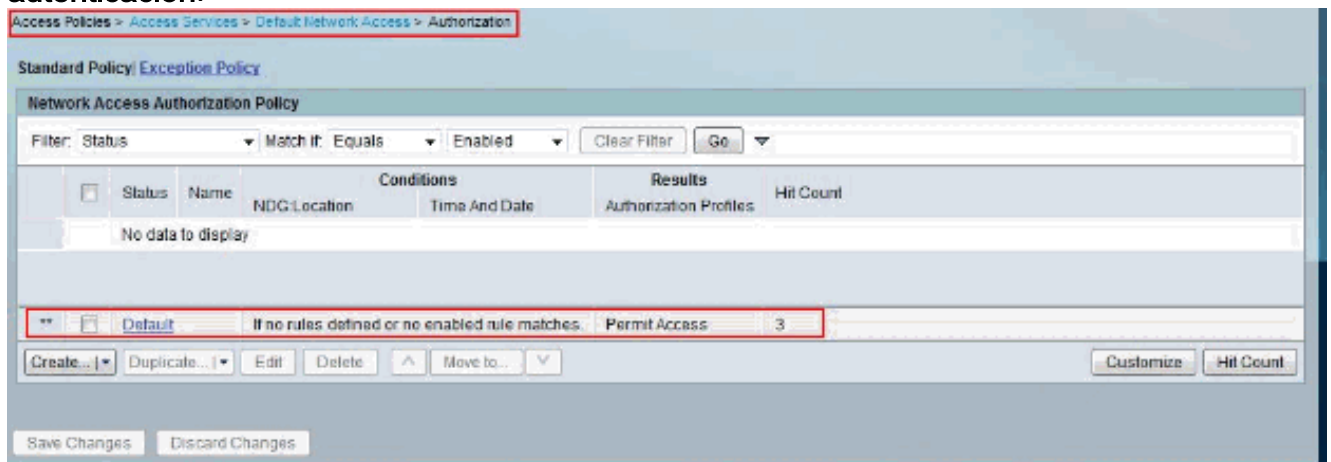 autenticación:
Access Policies > Access Services > Default Network Access > Authorization
Standard Policy| Exception Policy
Network Access Authorization Policy
Filter: Status Match if: Equals Enabled Clear Filter Go
Status Name Conditions Results Hit Count
NDG:Location Time And Date Authorization Profiles
No data to display
** Default If no rules defined or no enabled rule matches. Permit Access 3
Create... | Duplicate... | Edit Delete ^ Move to... v Customize Hit Count
Save Changes Discard Changes